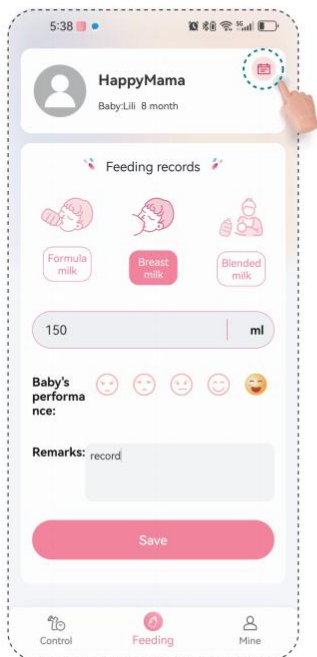 5:38
HappyMama
Baby:Lili 8 month
Feeding records
Formula
milk
Breast
milk
Blended
milk
150 ml
Baby's
performa
nce:
Remarks: record
Save
Control Feeding Mine